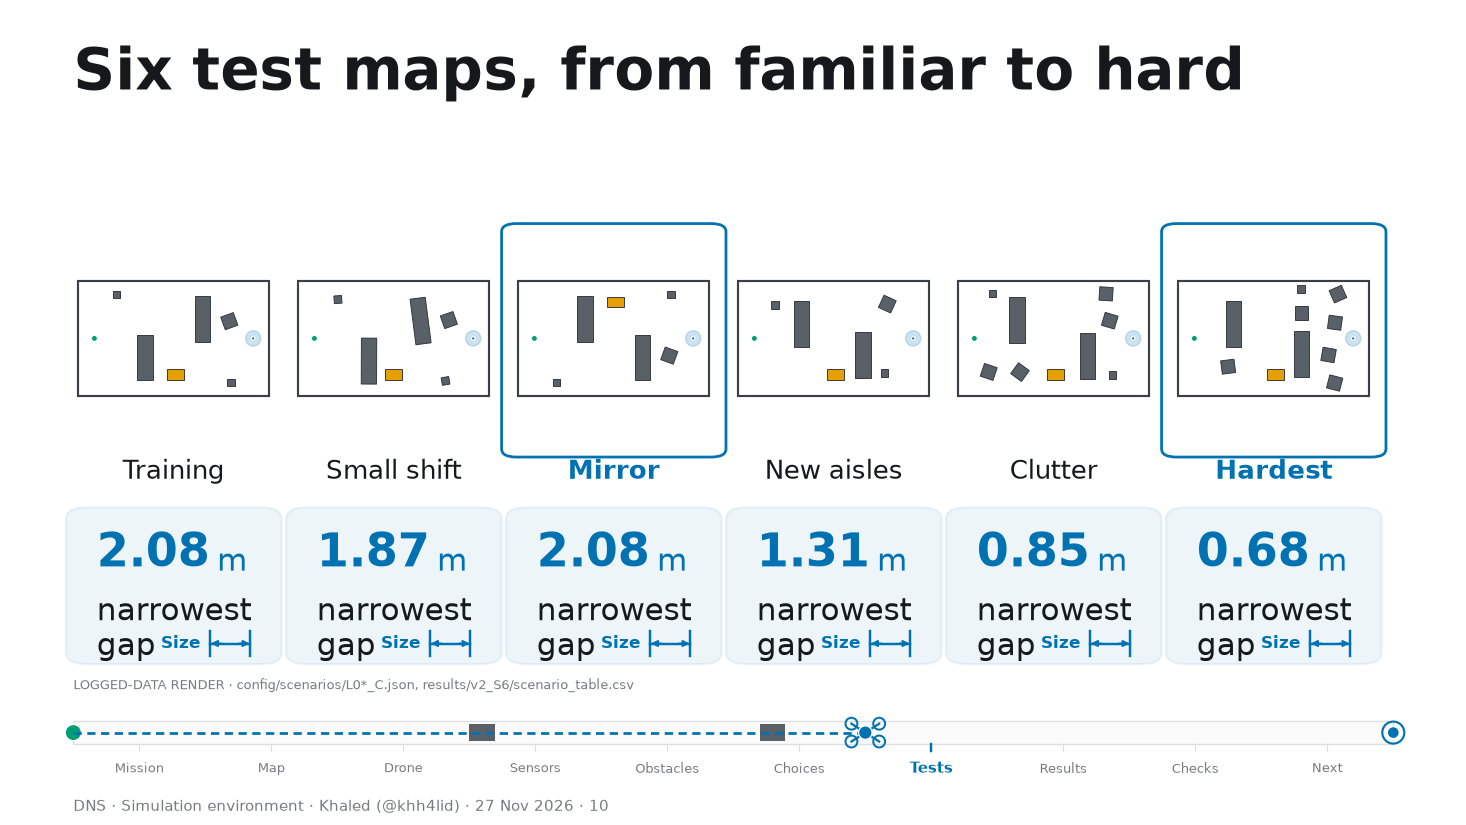 Six test maps, from familiar to hard
Training
Small shift
Mirror
New aisles
Clutter
Hardest
2.08 m
narrowest
gap Size
1.87 m
narrowest
gap Size
2.08 m
narrowest
gap Size
1.31 m
narrowest
gap Size
0.85 m
narrowest
gap Size
0.68 m
narrowest
gap Size
LOGGED-DATA RENDER · config/scenarios/L0*_C.json, results/v2_S6/scenario_table.csv
Mission
Map
Drone
Sensors
Obstacles
Choices
Tests
Results
Checks
Next
DNS · Simulation environment · Khaled (@khh4lid) · 27 Nov 2026 · 10